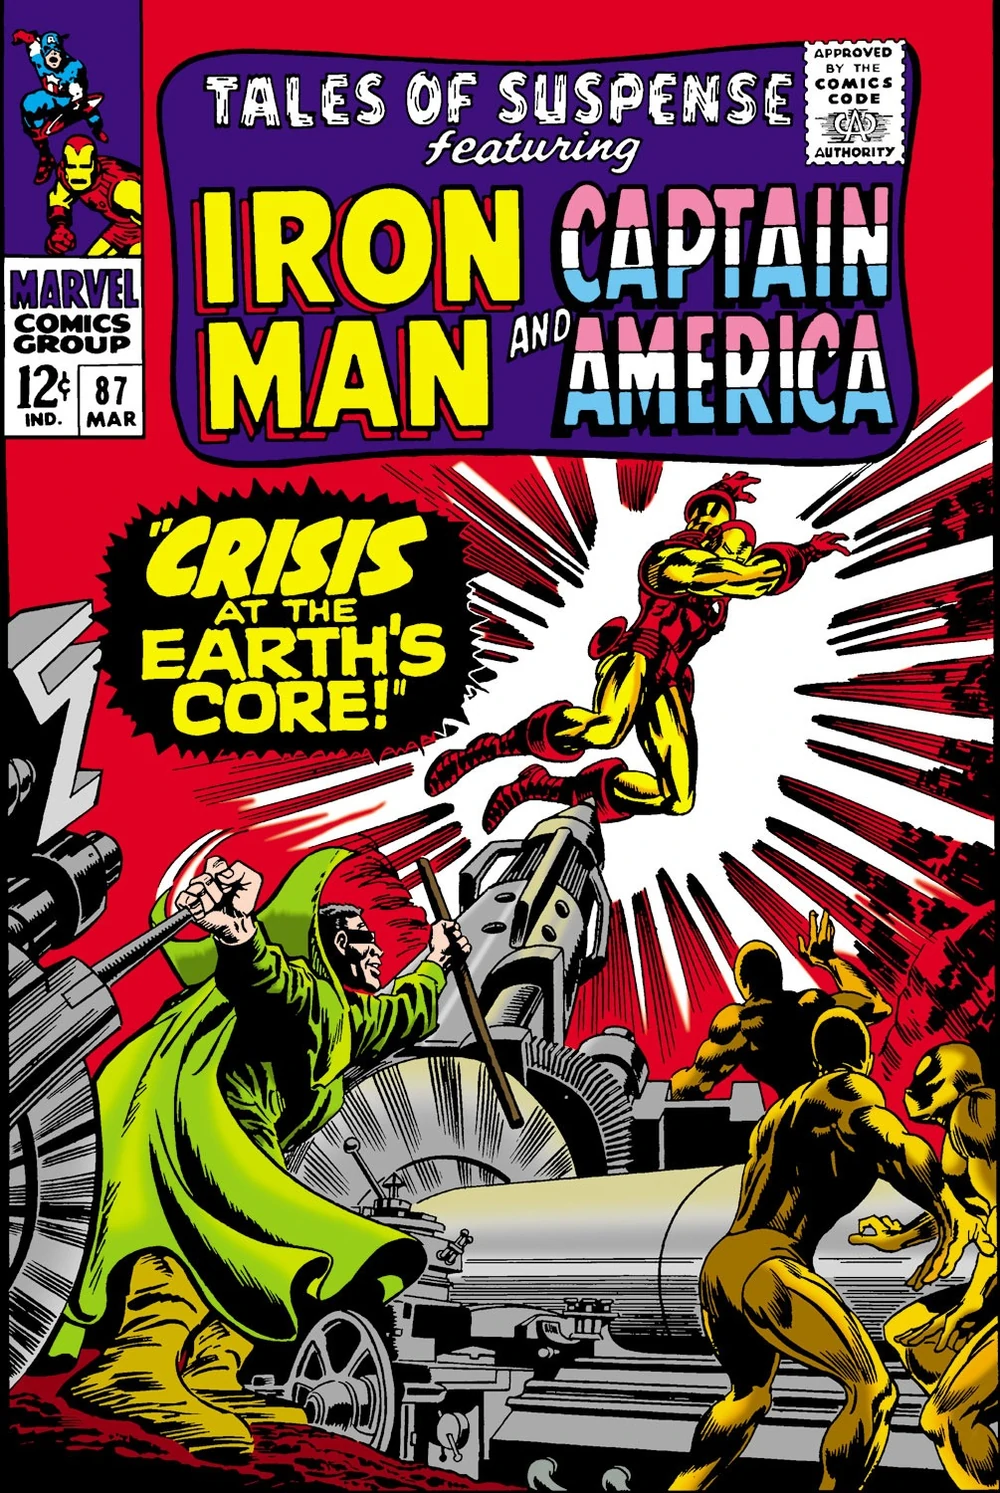 TALES OF SUSPENSE
featuring
IRON
MAN
AND
CAPTAIN
AMERICA
APPROVED
BY THE
COMICS
CODE
CA
AUTHORITY
MARVEL
COMICS
GROUP
12¢
IND.
87
MAR
"CRISIS
AT THE
EARTH'S
CORE!"